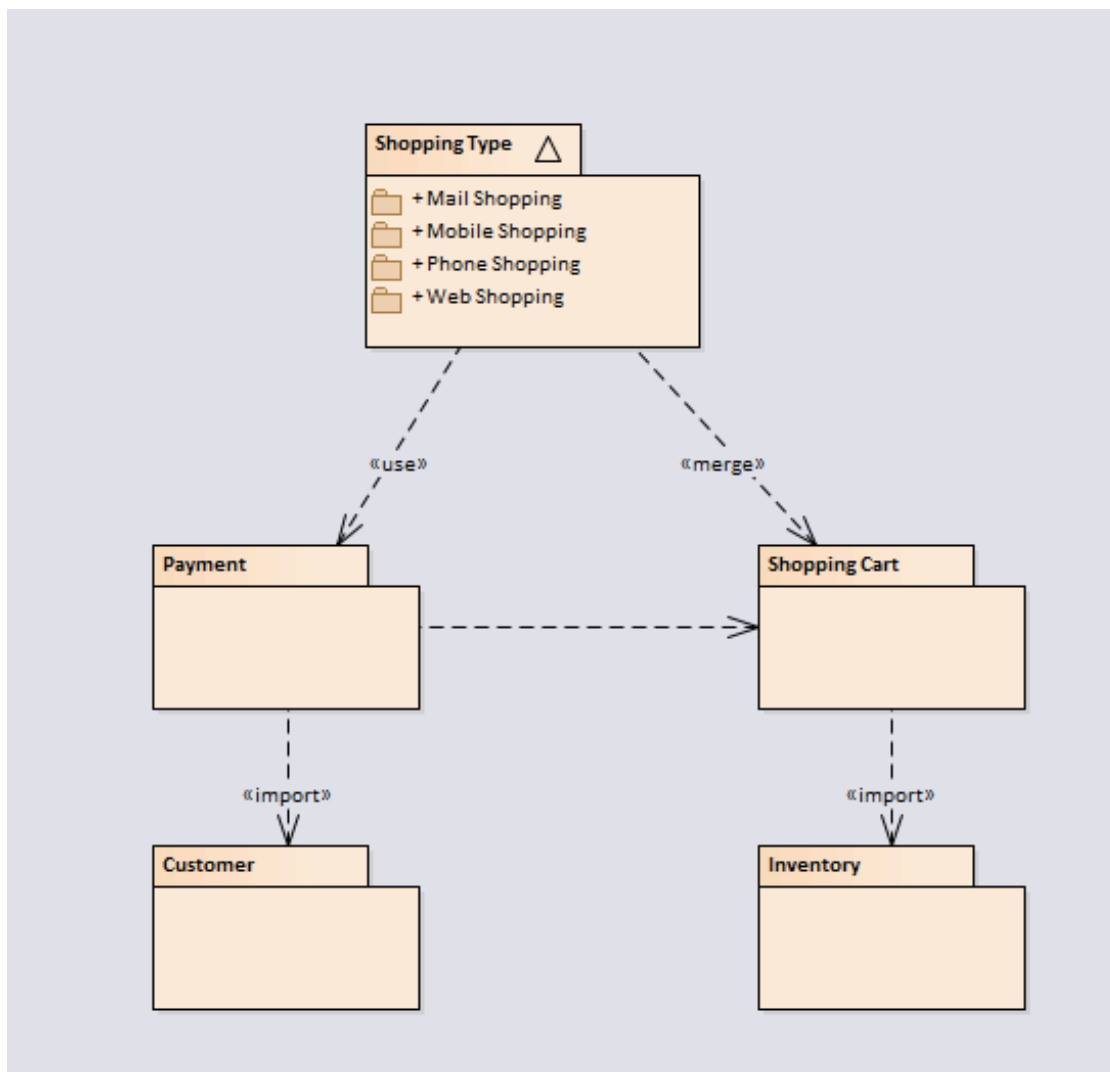 Shopping Type
+ Mail Shopping
+ Mobile Shopping
+ Phone Shopping
+ Web Shopping
«use»
«merge»
Payment
Shopping Cart
«import»
«import»
Customer
Inventory